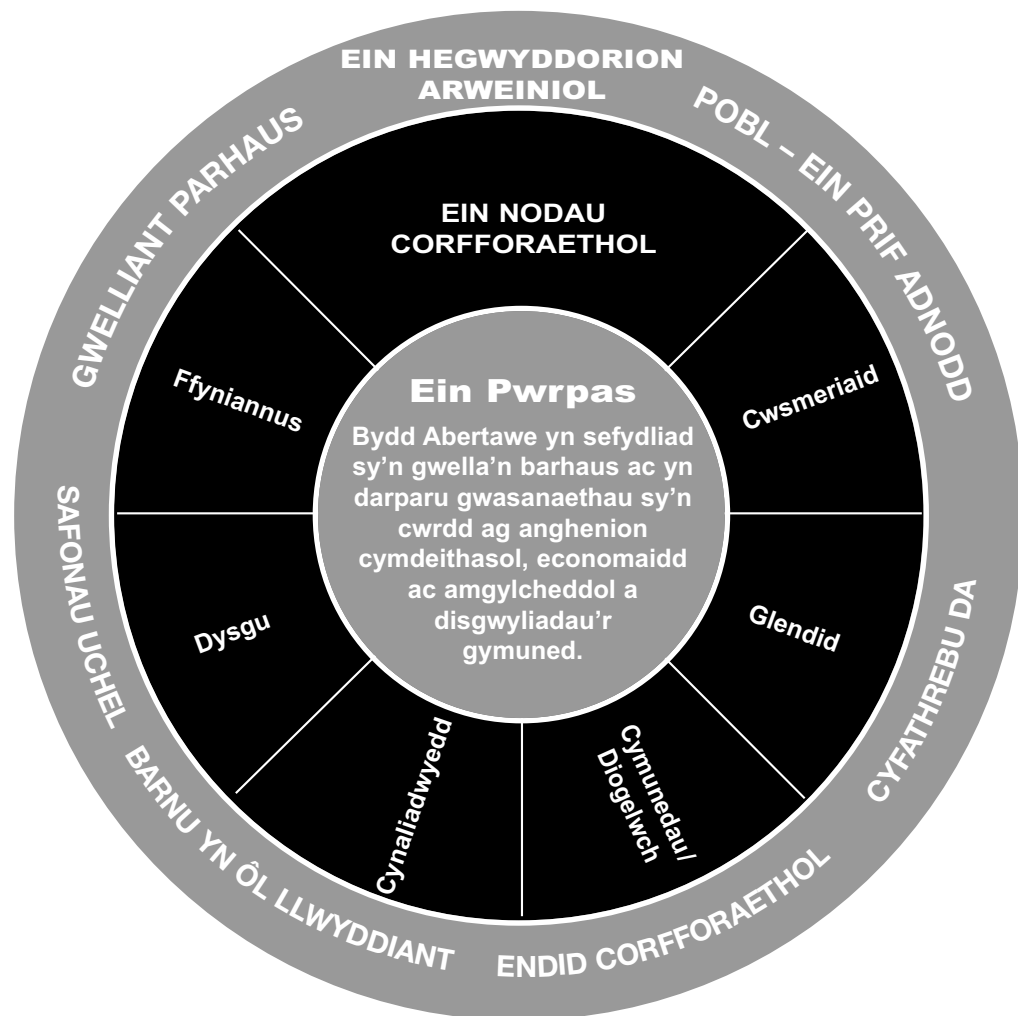 EIN HEGWYDDORION
ARWEINIOL
POBL – EIN PRIF ADNODD
CYFATHREBU DA
ENDID CORFFORAETHOL
BARNU YN ÔL LLWYDDIANT
SAFONAU UCHEL
GWELLIANT PARHAUS
EIN NODAU
CORFFORAETHOL
Cwsmeriaid
Glendid
Cymunedau/
Diogelwch
Cynaliadwyedd
Dysgu
Ffyniannus
Ein Pwrpas
Bydd Abertawe yn sefydliad
sy’n gwella’n barhaus ac yn
darparu gwasanaethau sy’n
cwrdd ag anghenion
cymdeithasol, economaidd
ac amgylcheddol a
disgwyliadau’r
gymuned.